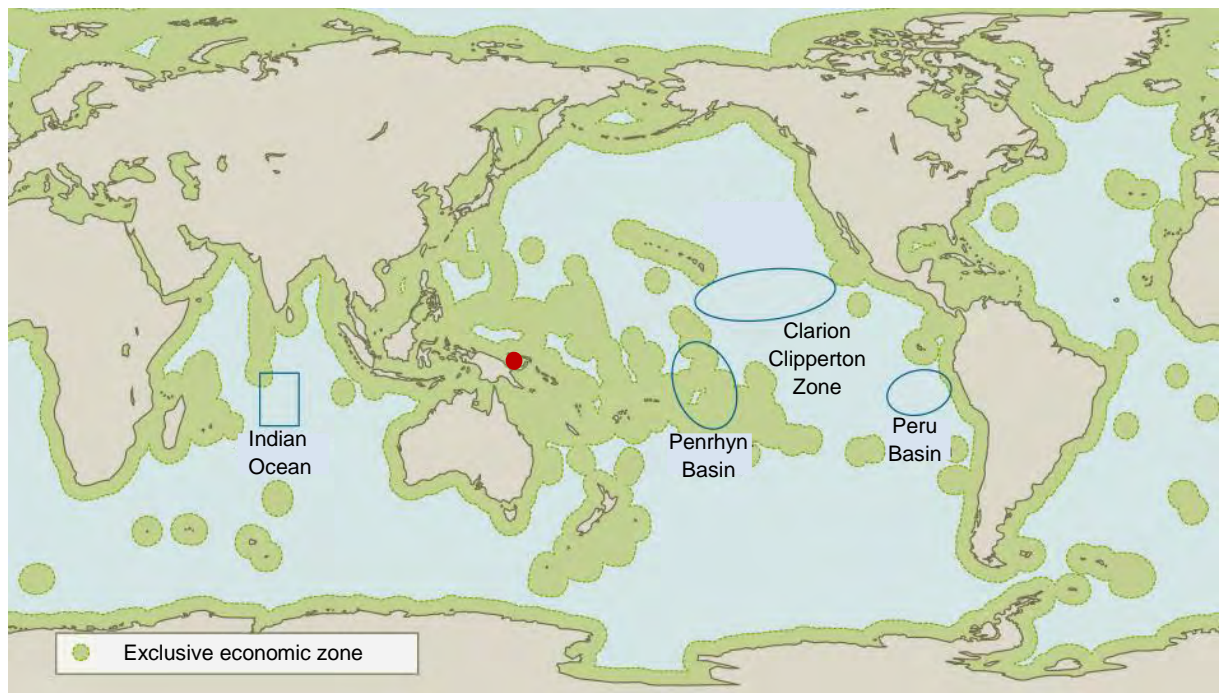 Clarion
Clipperton
Zone
Indian
Ocean
Penrhyn
Basin
Peru
Basin
Exclusive economic zone